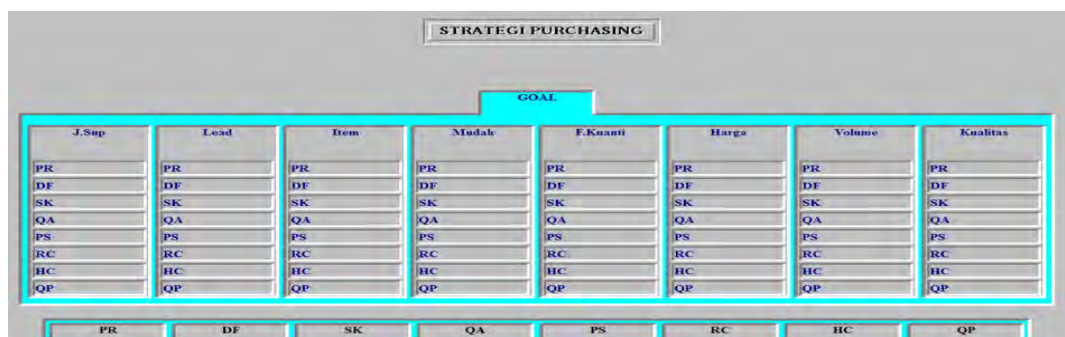 STRATEGI PURCHASING
GOAL
J.Sup Lead Item Mudah F.Kuanti Harga Volume Kualitas
PR PR PR PR PR PR PR PR
DF DF DF DF DF DF DF DF
SK SK SK SK SK SK SK SK
QA QA QA QA QA QA QA QA
PS PS PS PS PS PS PS PS
RC RC RC RC RC RC RC RC
HC HC HC HC HC HC HC HC
QP QP QP QP QP QP QP QP
PR DF SK QA PS RC HC QP